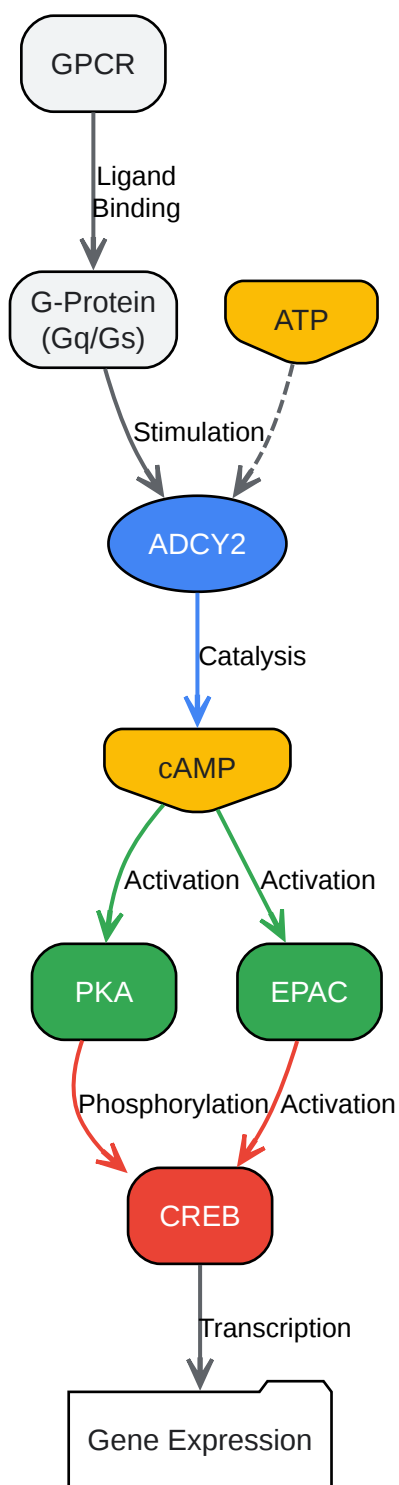 GPCR
Ligand
Binding
G-Protein
(Gq/Gs)
ATP
Stimulation
ADCY2
Catalysis
cAMP
Activation
Activation
PKA
EPAC
Phosphorylation
Activation
CREB
Transcription
Gene Expression